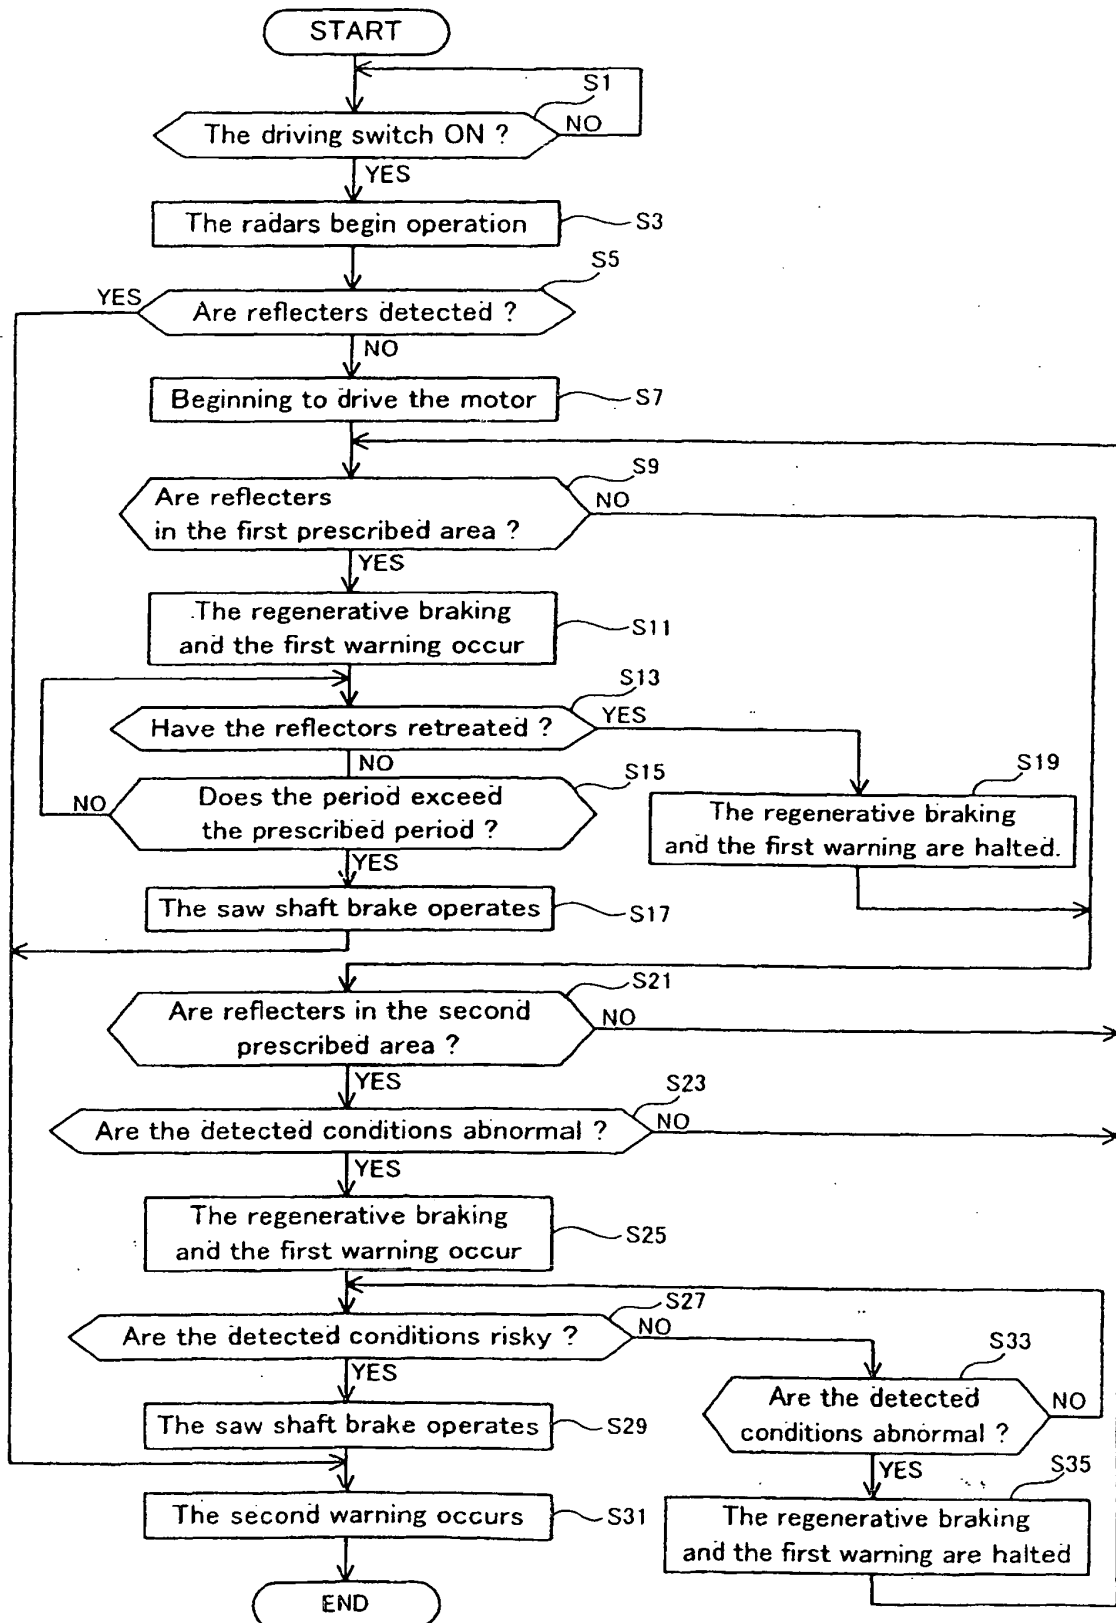 START
S1
The driving switch ON ?
NO
YES
The radars begin operation
S3
S5
YES
Are reflecters detected ?
NO
Beginning to drive the motor
S7
S9
Are reflecters
in the first prescribed area ?
NO
YES
The regenerative braking
and the first warning occur
S11
S13
Have the reflectors retreated ?
YES
NO
S15
Does the period exceed
the prescribed period ?
NO
YES
S19
The regenerative braking
and the first warning are halted.
The saw shaft brake operates
S17
S21
Are reflecters in the second
prescribed area ?
NO
YES
S23
Are the detected conditions abnormal ?
NO
YES
The regenerative braking
and the first warning occur
S25
S27
Are the detected conditions risky ?
NO
YES
S33
Are the detected
conditions abnormal ?
NO
YES
The saw shaft brake operates
S29
S35
The regenerative braking
and the first warning are halted
The second warning occurs
S31
END